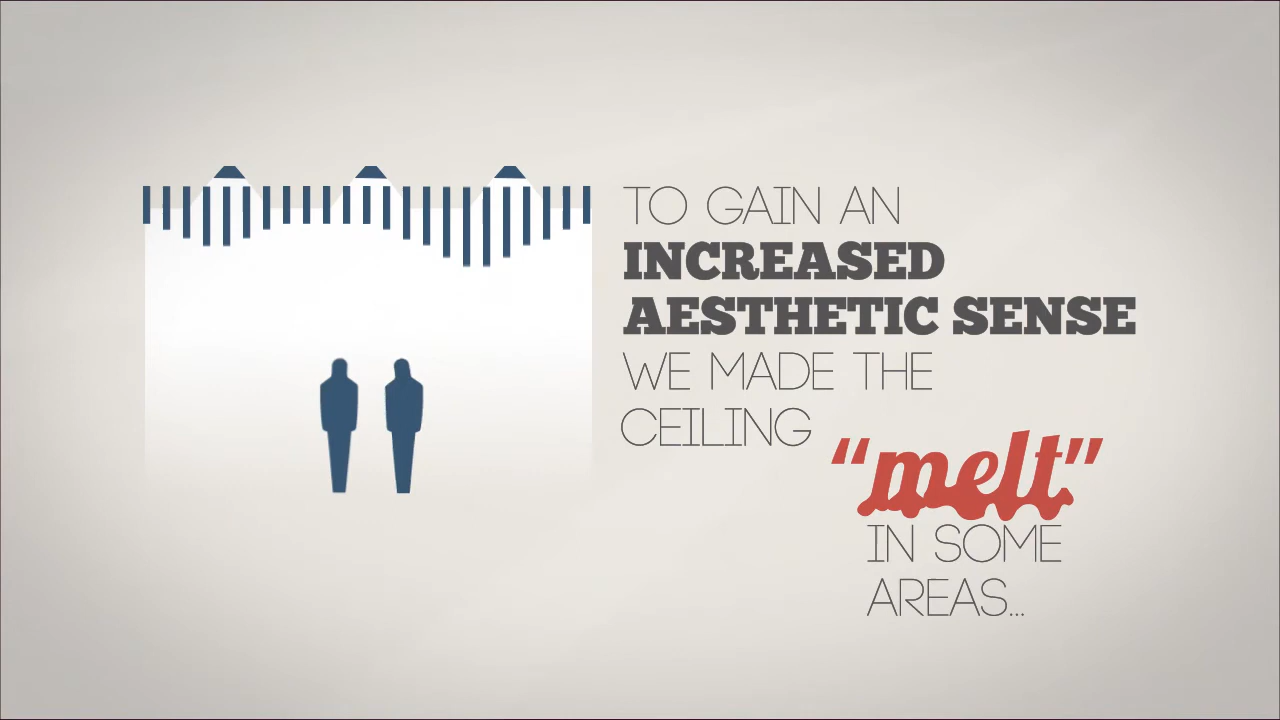 TO GAIN AN
INCREASED
AESTHETIC SENSE
WE MADE THE
CEILING
“melt”
IN SOME
AREAS...